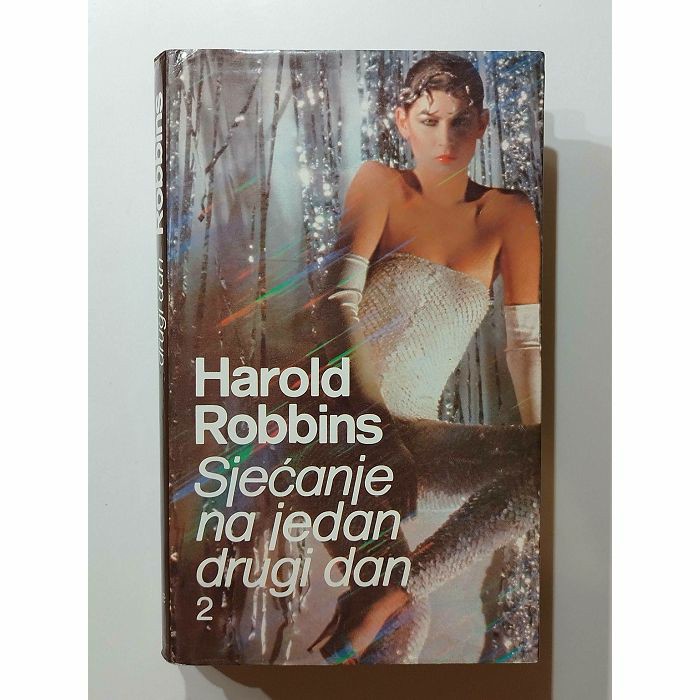 Harold
Robbins
Sjećanje
na jedan
drugi dan
2
drugi dan Robbins